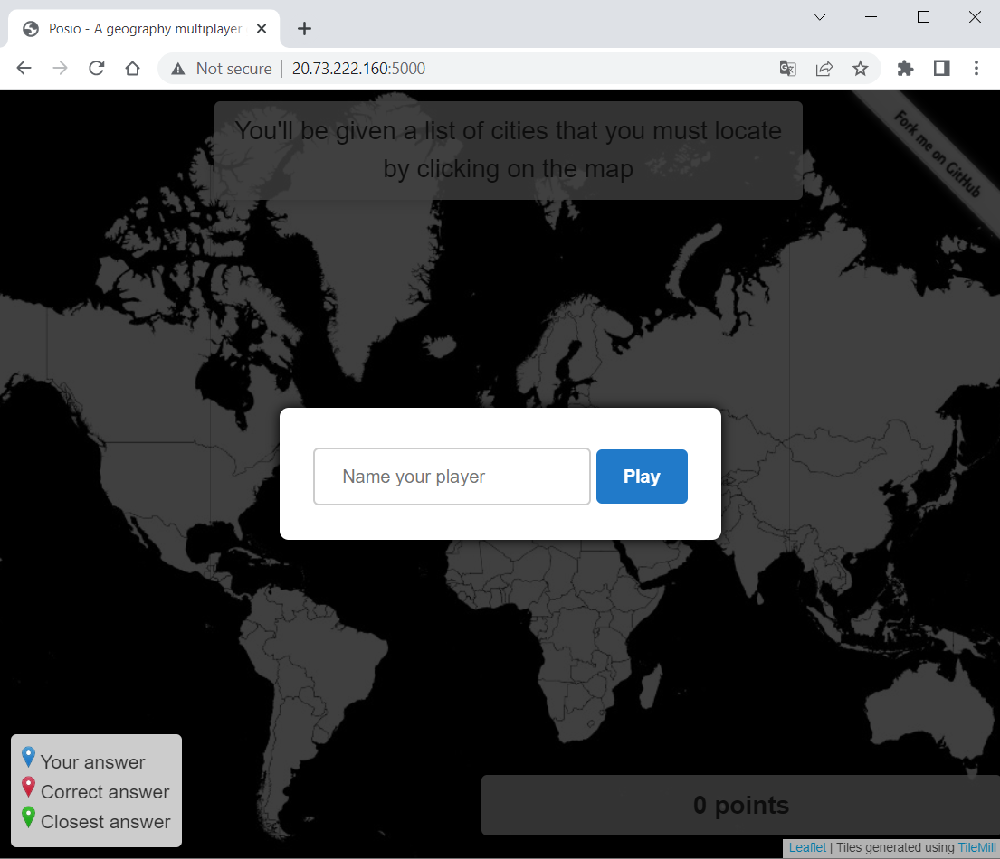 Posio - A geography multiplayer
Not secure | 20.73.222.160:5000
You'll be given a list of cities that you must locate
by clicking on the map
Fork me on GitHub
Name your player
Play
Your answer
Correct answer
Closest answer
0 points
Leaflet | Tiles generated using TileMill